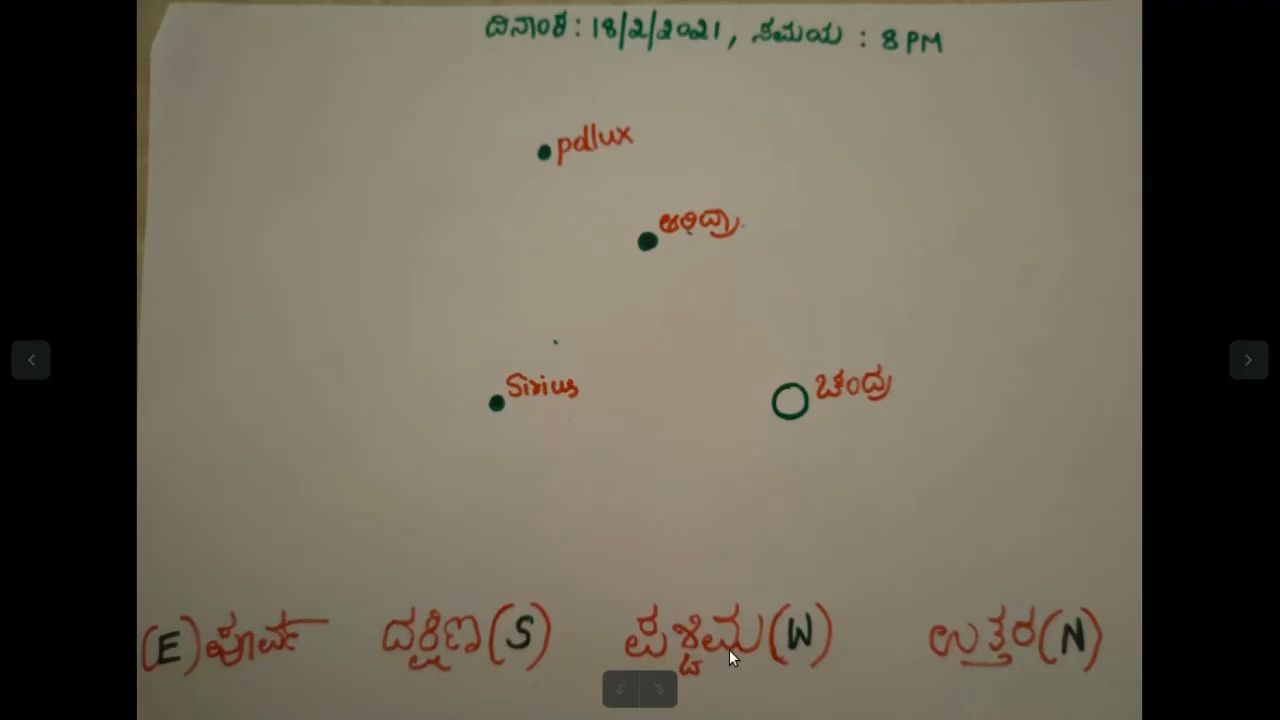 ದಿನಾಂಕ : 18/2/2021 , ಸಮಯ : 8 PM
pollux
ಆರಿದ್ರಾ
Sirius
ಚಂದ್ರ
(E) ಪೂರ್ವ ದಕ್ಷಿಣ (S) ಪಶ್ಚಿಮ (W) ಉತ್ತರ (N)